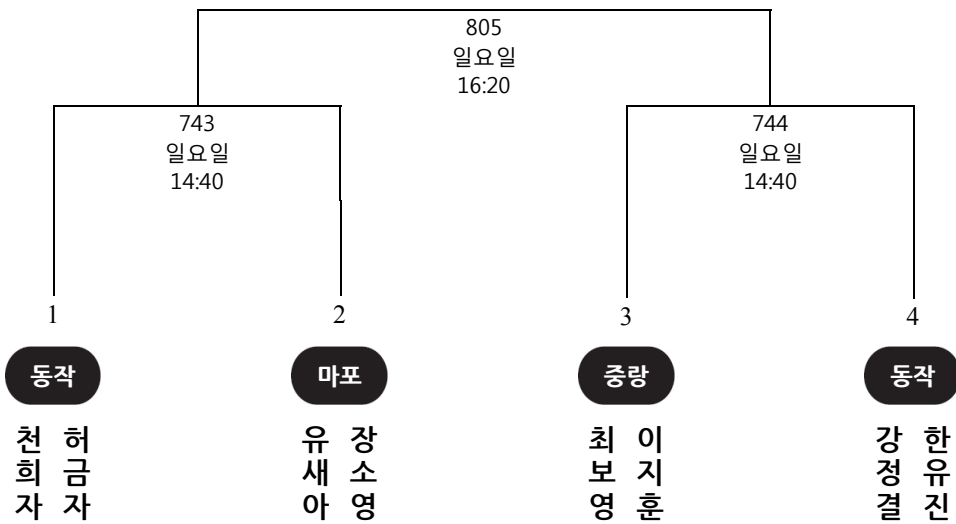 805
일요일
16:20
743
일요일
14:40
744
일요일
14:40
1
2
3
4
동작
마포
중랑
동작
천희자
허금자
유새아
장소영
최보영
이지훈
강정결
한유진